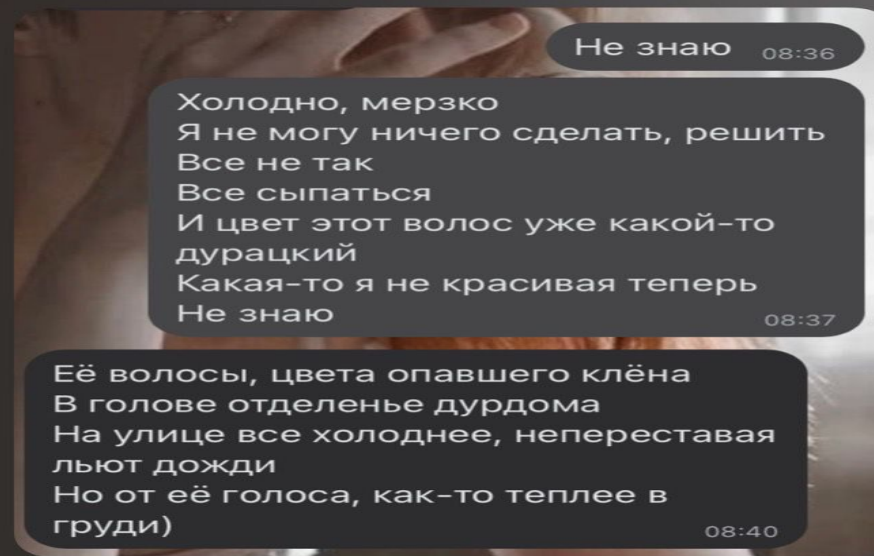 Не знаю 08:36
Холодно, мерзко
Я не могу ничего сделать, решить
Все не так
Все сыпаться
И цвет этот волос уже какой-то
дурацкий
Какая-то я не красивая теперь
Не знаю 08:37
Её волосы, цвета опавшего клёна
В голове отделенье дурдома
На улице все холоднее, непереставая
льют дожди
Но от её голоса, как-то теплее в
груди) 08:40